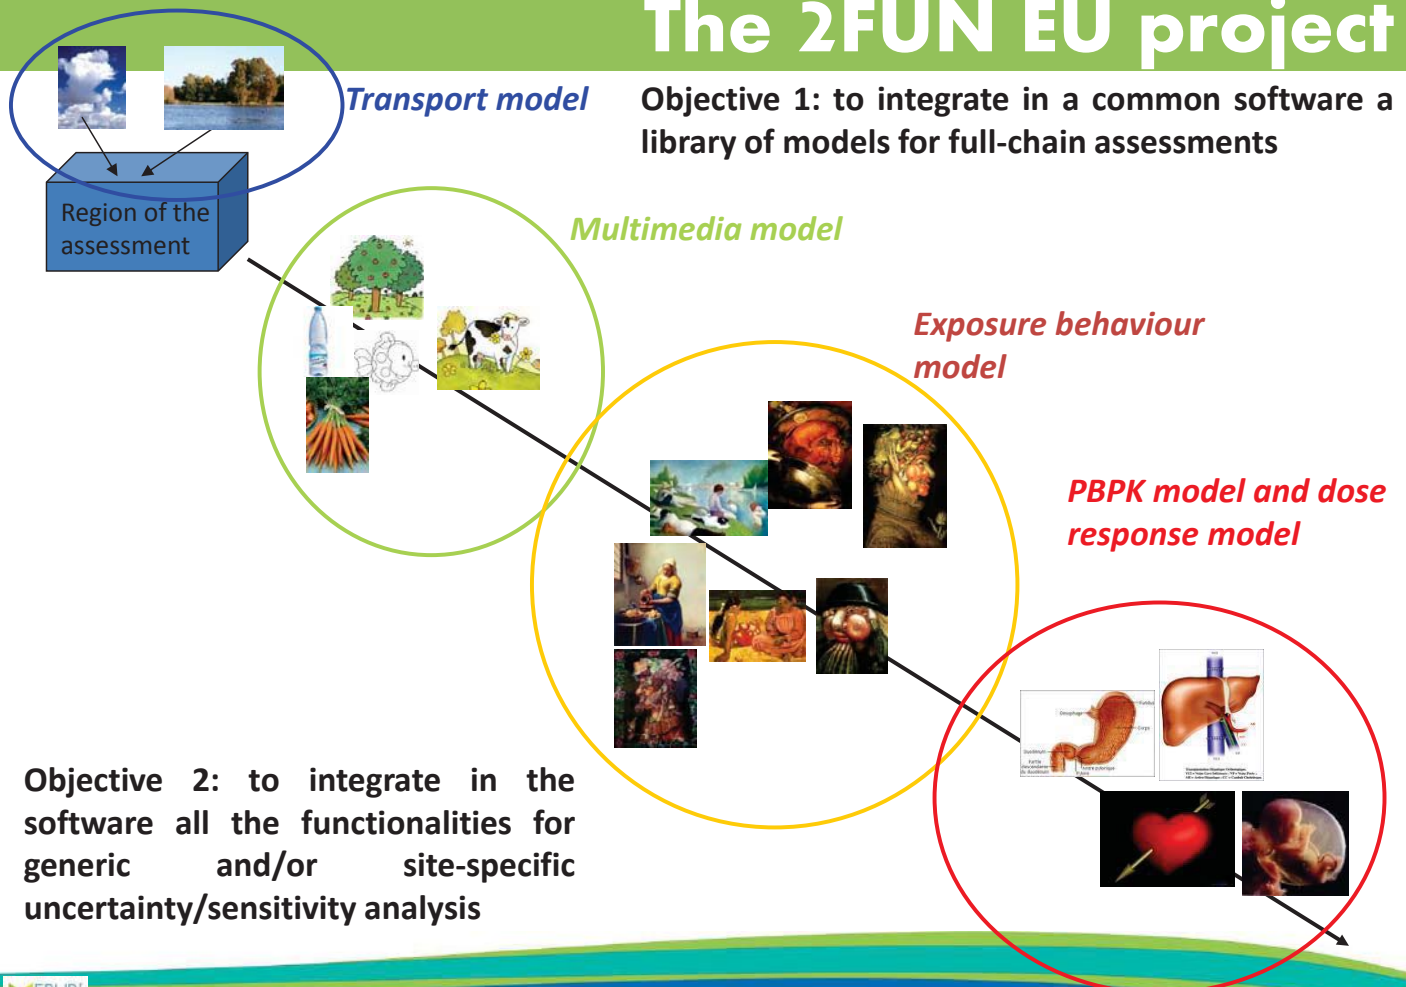 The 2FUN EU project
Transport model
Objective 1: to integrate in a common software a
library of models for full-chain assessments
Region of the
assessment
Multimedia model
Exposure behaviour
model
PBPK model and dose
response model
Objective 2: to integrate in the
software all the functionalities for
generic and/or site-specific
uncertainty/sensitivity analysis